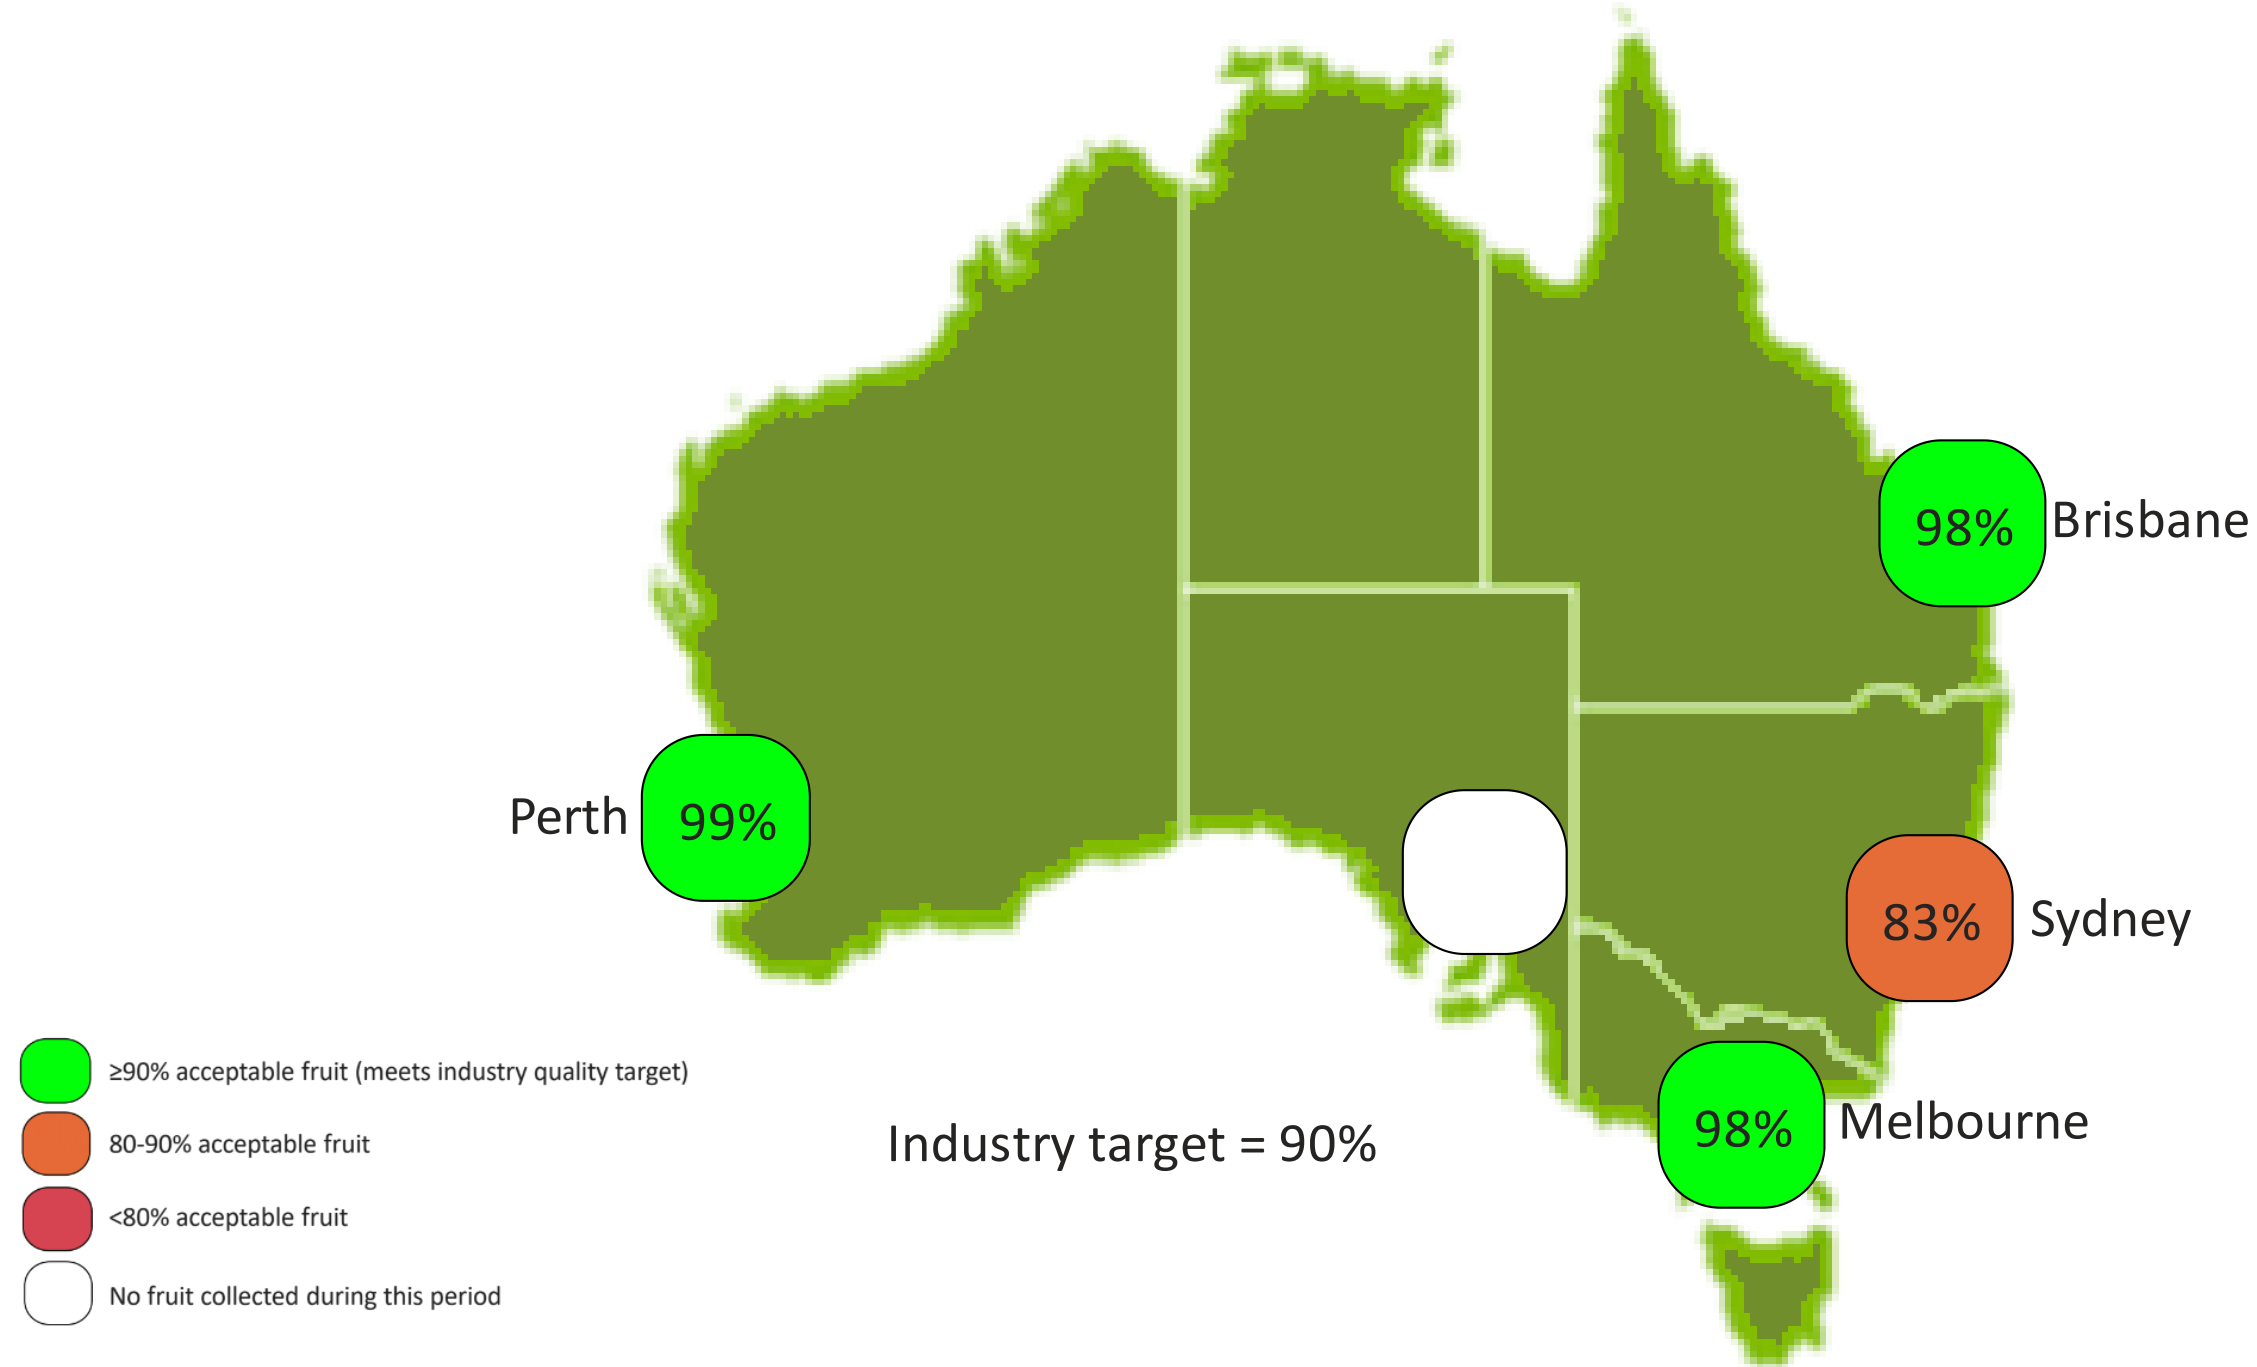 98%
Brisbane
Perth
99%
83%
Sydney
≥90% acceptable fruit (meets industry quality target)
80-90% acceptable fruit
<80% acceptable fruit
No fruit collected during this period
Industry target = 90%
98%
Melbourne